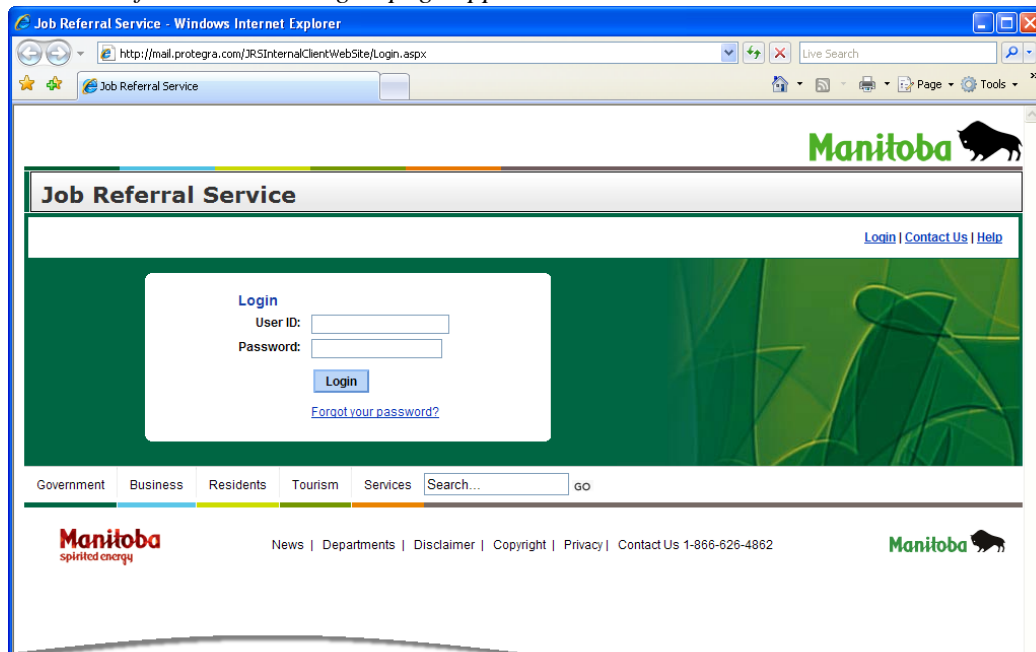 Job Referral Service - Windows Internet Explorer
http://mail.protegra.com/JRSInternalClientWebSite/Login.aspx
Live Search
Job Referral Service
Page
Tools
»
Manitoba
Job Referral Service
Login | Contact Us | Help
Login
User ID:
Password:
Login
Forgot your password?
Government Business Residents Tourism Services Search... GO
Manitoba
spirited energy
News | Departments | Disclaimer | Copyright | Privacy | Contact Us 1-866-626-4862
Manitoba